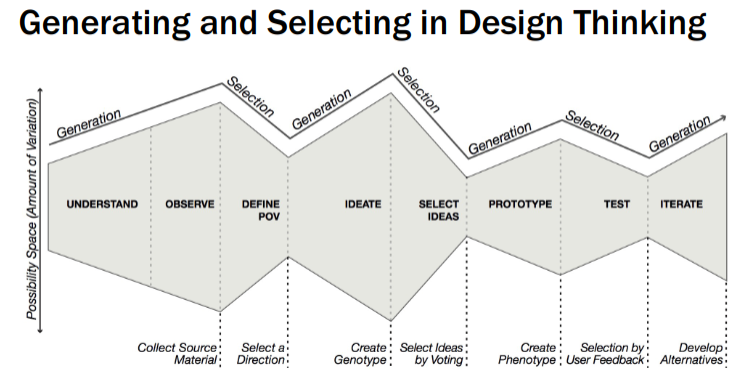 Generating and Selecting in Design Thinking
Possibility Space (Amount of Variation)
Generation
Selection
Generation
Selection
Generation
Selection
Generation
UNDERSTAND
OBSERVE
DEFINE
POV
IDEATE
SELECT
IDEAS
PROTOTYPE
TEST
ITERATE
Collect Source
Material
Select a
Direction
Create
Genotype
Select Ideas
by Voting
Create
Phenotype
Selection by
User Feedback
Develop
Alternatives